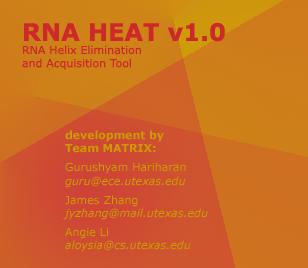 RNA HEAT v1.0
RNA Helix Elimination
and Acquisition Tool
development by
Team MATRIX:
Gurushyam Hariharan
guru@ece.utexas.edu
James Zhang
jyzhang@mail.utexas.edu
Angie Li
aloysia@cs.utexas.edu